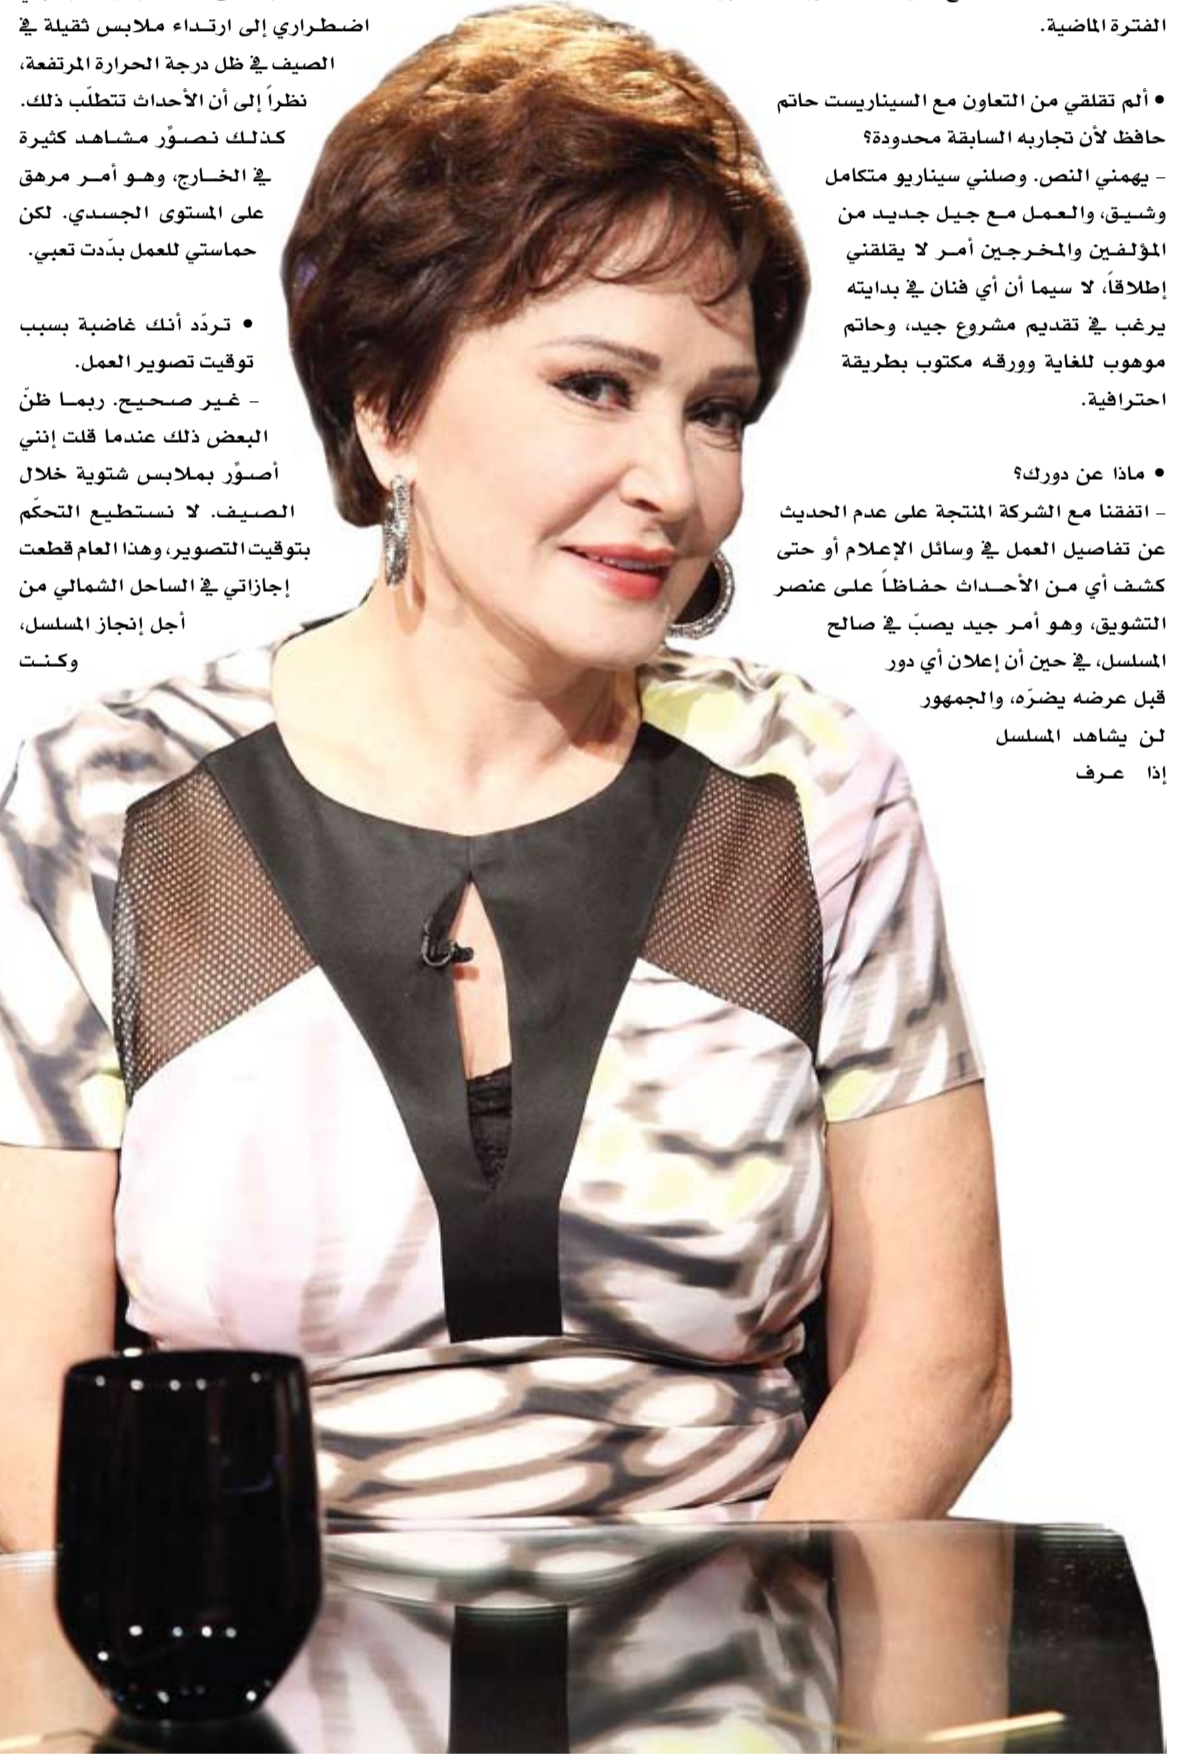 الفترة الماضية.
• ألم تقلقي من التعاون مع السيناريست حاتم
حافظ لأن تجاربه السابقة محدودة؟
- يهمني النص. وصلني سيناريو متكامل
وشيق، والعمل مع جيل جديد من
المؤلفين والمخرجين أمر لا يقلقني
إطلاقاً، لا سيما أن أي فنان في بدايته
يرغب في تقديم مشروع جيد، وحاتم
موهوب للغاية وورقه مكتوب بطريقة
احترافية.
• ماذا عن دورك؟
- اتفقنا مع الشركة المنتجة على عدم الحديث
عن تفاصيل العمل في وسائل الإعلام أو حتى
كشف أي من الأحداث حفاظاً على عنصر
التشويق، وهو أمر جيد يصبّ في صالح
المسلسل، في حين أن إعلان أي دور
قبل عرضه يضرّه، والجمهور
لن يشاهد المسلسل
إذا عرف
اضطراري إلى ارتداء ملابس ثقيلة في
الصيف في ظل درجة الحرارة المرتفعة،
نظراً إلى أن الأحداث تتطلّب ذلك.
كذلك نصوِّر مشاهد كثيرة
في الخارج، وهو أمر مرهق
على المستوى الجسدي. لكن
حماستي للعمل بدّدت تعبي.
• تردّد أنك غاضبة بسبب
توقيت تصوير العمل.
- غير صحيح. ربما ظنّ
البعض ذلك عندما قلت إنني
أصوِّر بملابس شتوية خلال
الصيف. لا نستطيع التحكّم
بتوقيت التصوير، وهذا العام قطعت
إجازاتي في الساحل الشمالي من
أجل إنجاز المسلسل،
وكنت